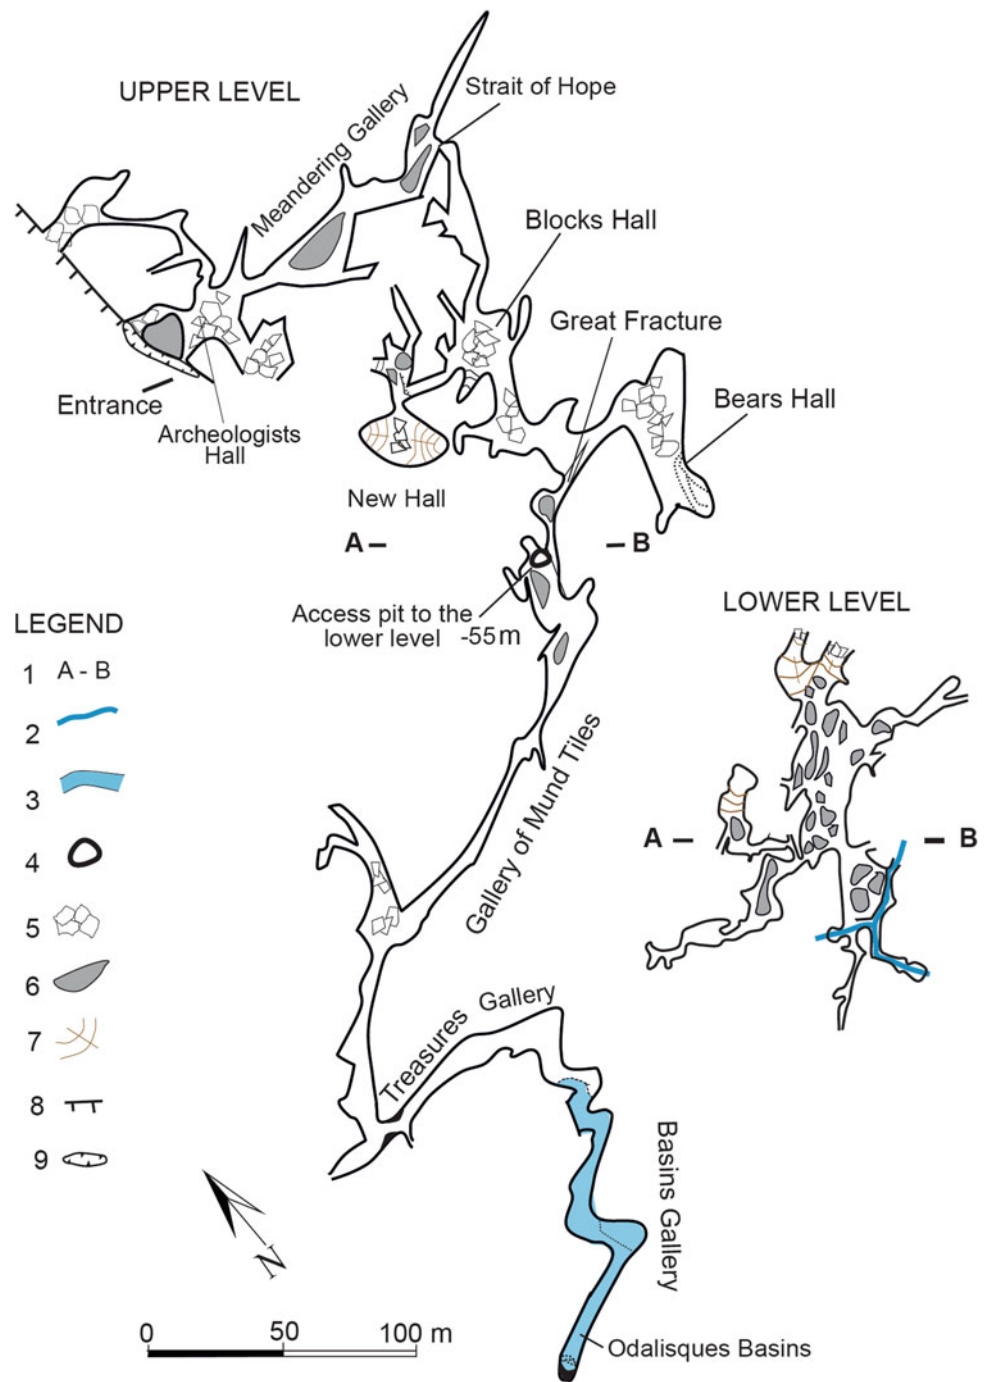 UPPER LEVEL
Strait of Hope
Meandering Gallery
Blocks Hall
Great Fracture
Bears Hall
Entrance
Archeologists
Hall
New Hall
A
B
Access pit to the
lower level -55m
LOWER LEVEL
LEGEND
1 A - B
2
3
4
5
6
7
8
9
Gallery of Mund Tiles
A
B
Treasures Gallery
Basins Gallery
N
0 50 100 m
Odalisques Basins